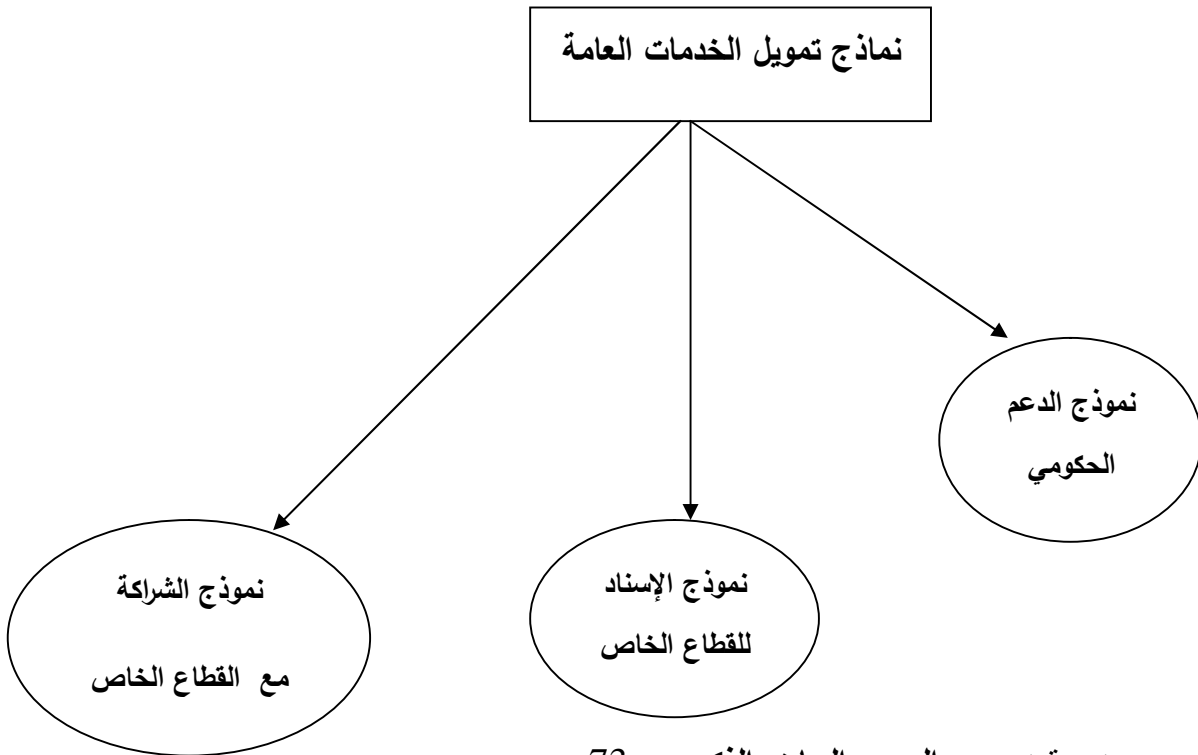 نماذج تمويل الخدمات العامة
نموذج الدعم
الحكومي
نموذج الإسناد
للقطاع الخاص
نموذج الشراكة
مع القطاع الخاص